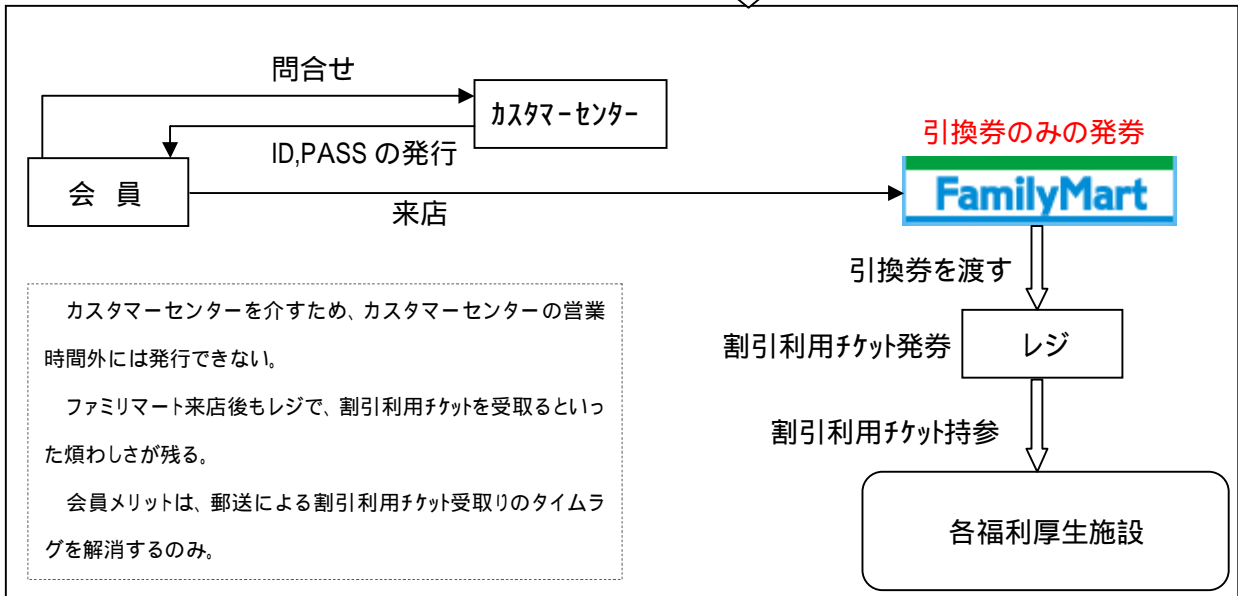 問合せ
カスタマーセンター
ID,PASS の発行
会 員
来店
引換券のみの発券
FamilyMart
引換券を渡す
割引利用チケット発券
レジ
割引利用チケット持参
各福利厚生施設
カスタマーセンターを介すため、カスタマーセンターの営業
時間外には発行できない。
ファミリマート来店後もレジで、割引利用チケットを受取るといっ
た煩わしさが残る。
会員メリットは、郵送による割引利用チケット受取りのタイムラ
グを解消するのみ。